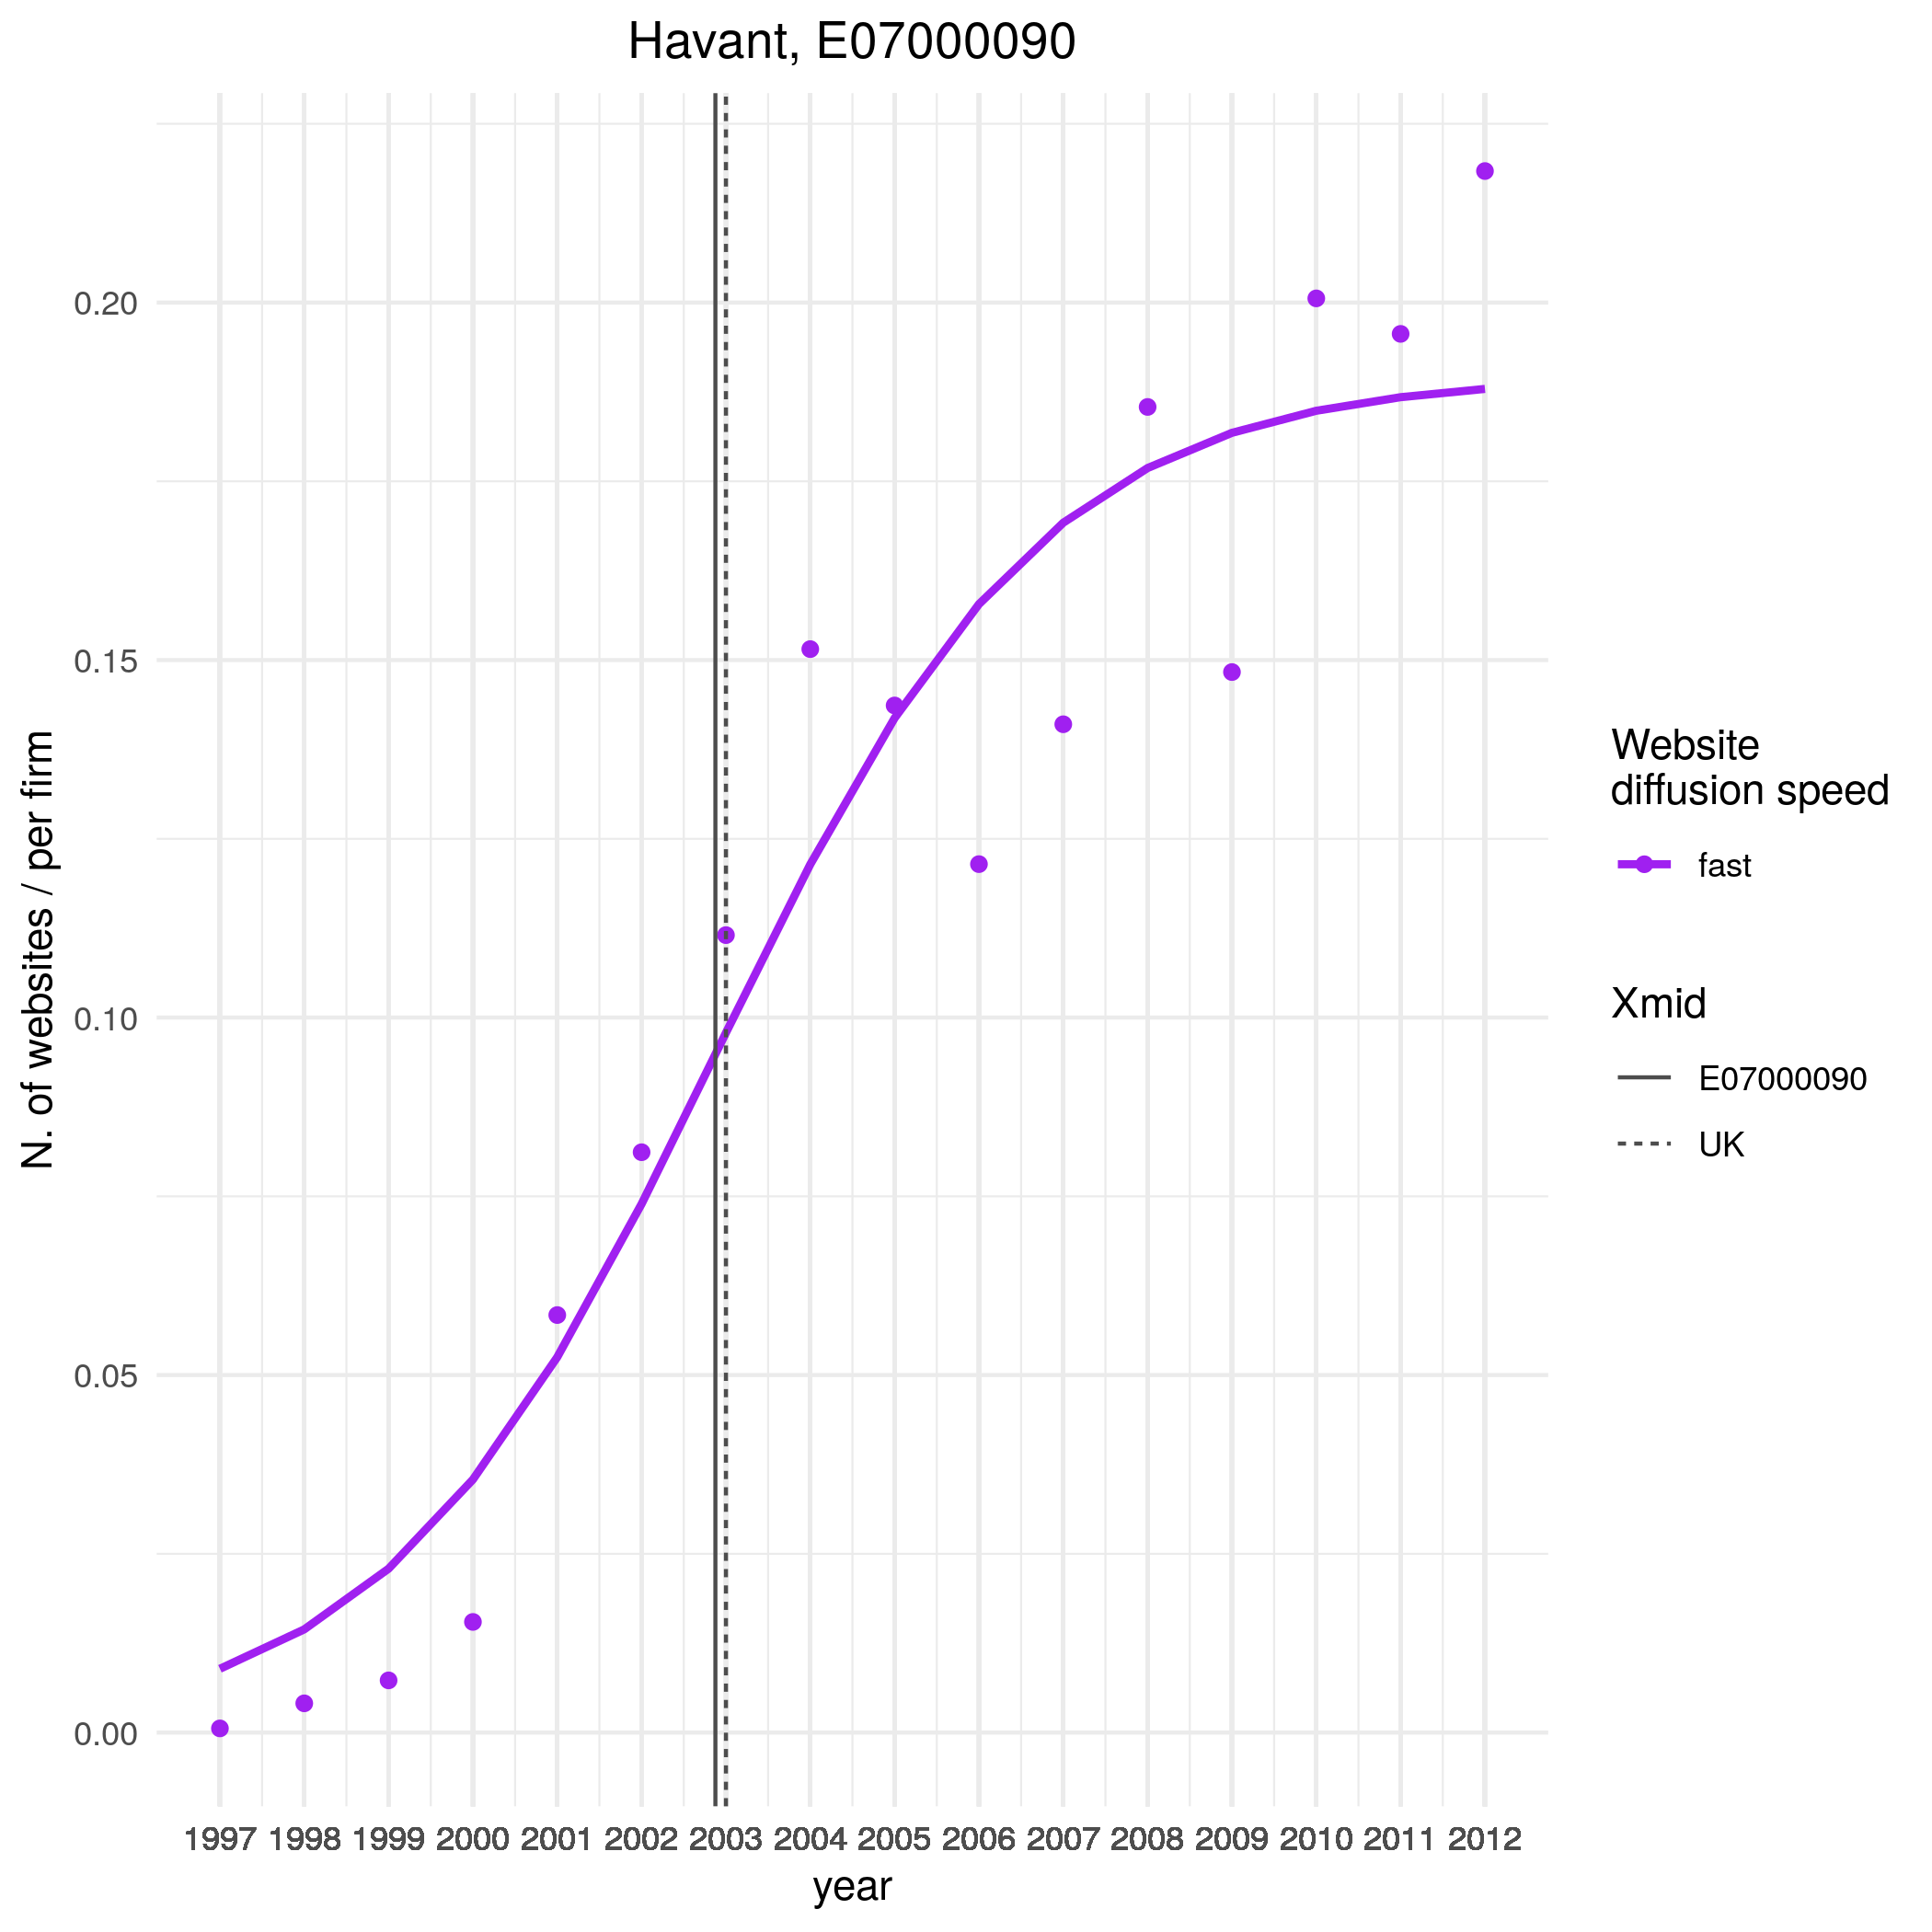 Havant, E07000090
N. of websites / per firm
0.20
0.15
0.10
0.05
0.00
1997 1998 1999 2000 2001 2002 2003 2004 2005 2006 2007 2008 2009 2010 2011 2012
year
Website
diffusion speed
fast
Xmid
E07000090
UK